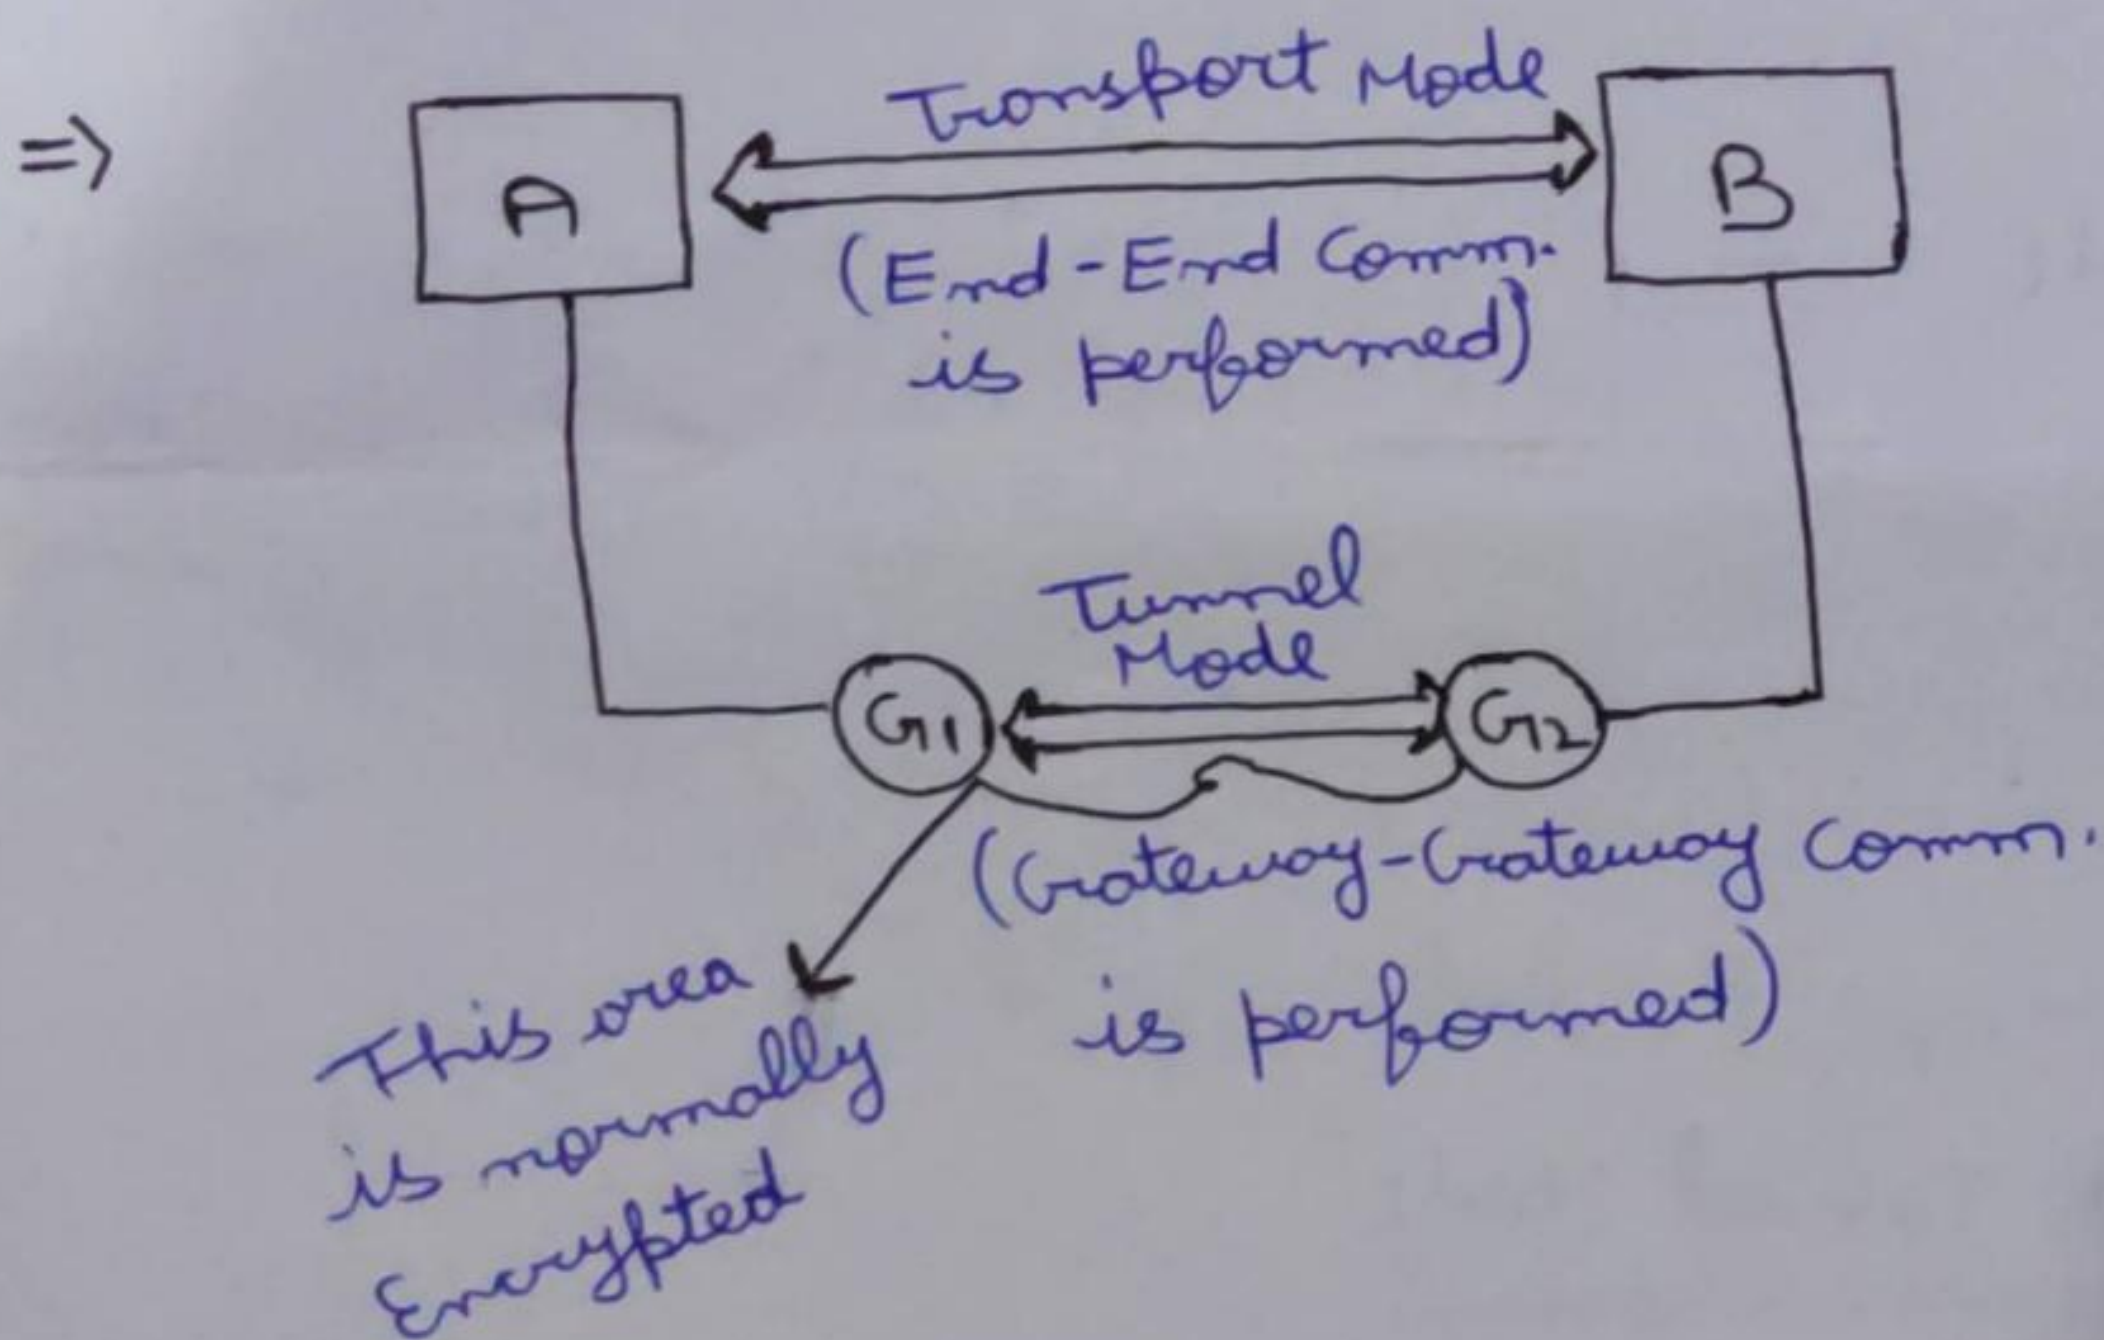 =>
A
Transport Mode
B
(End-End Comm.
is performed)
Tunnel
Mode
G1
G2
(Gateway-Gateway Comm.
is performed)
This area
is normally
Encrypted